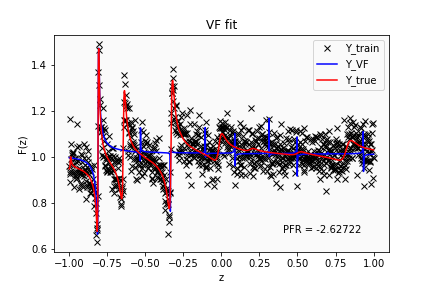 VF fit
Y_train
Y_VF
Y_true
F(z)
1.4
1.2
1.0
0.8
0.6
PFR = -2.62722
−1.00 −0.75 −0.50 −0.25 0.00 0.25 0.50 0.75 1.00
z